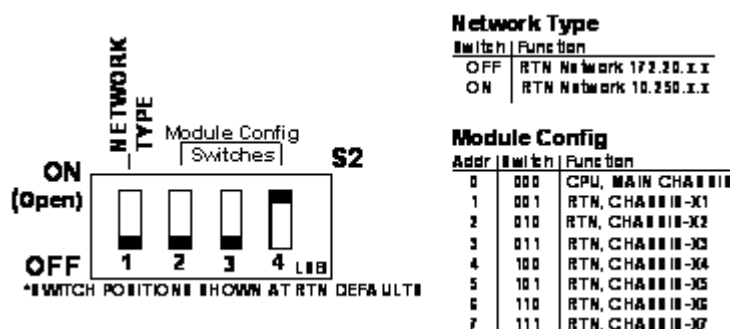 NETWORK TYPE
Module Config
Switches
S2
ON
(Open)
OFF
1 2 3 4 LSB
*SWITCH POSITIONS SHOWN AT RTN DEFAULTS
Network Type
Switch Function
OFF RTN Network 172.20.x.x
ON RTN Network 10.250.x.x
Module Config
Addr Switch Function
0 000 CPU, MAIN CHASSIS
1 001 RTN, CHASSIS-X1
2 010 RTN, CHASSIS-X2
3 011 RTN, CHASSIS-X3
4 100 RTN, CHASSIS-X4
5 101 RTN, CHASSIS-X5
6 110 RTN, CHASSIS-X6
7 111 RTN, CHASSIS-X7